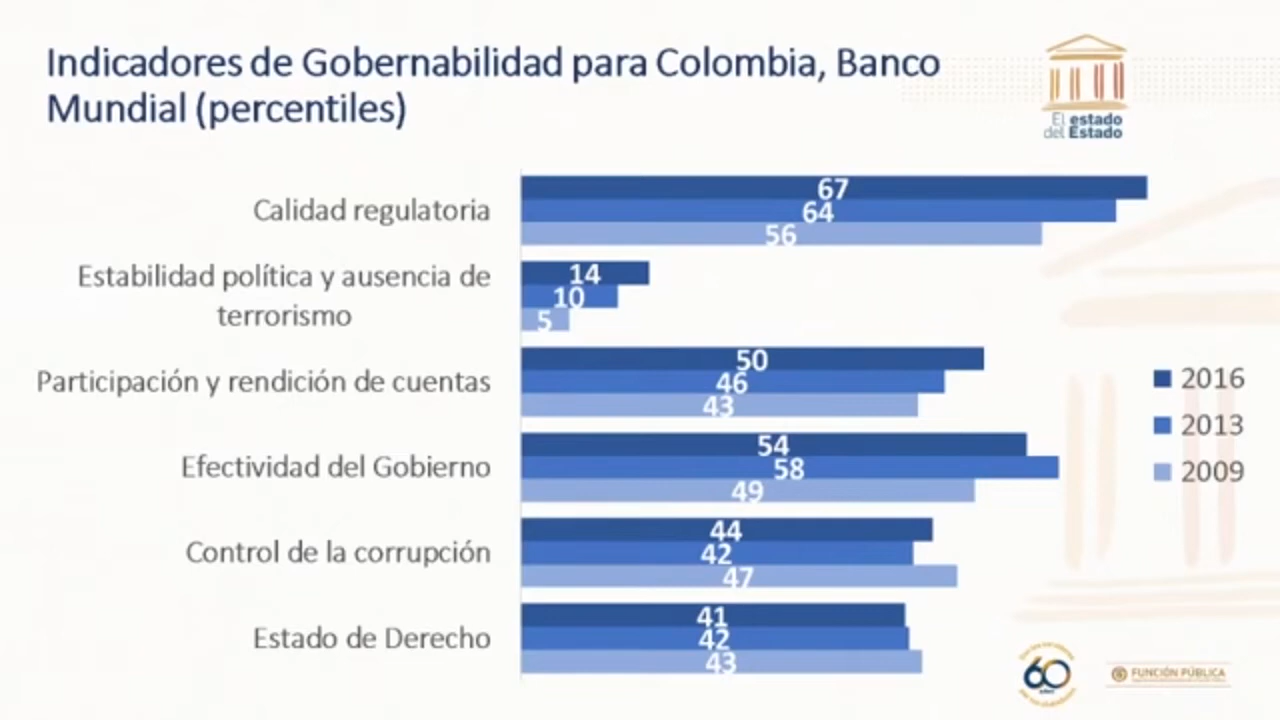 Indicadores de Gobernabilidad para Colombia, Banco
Mundial (percentiles)
El estado
del Estado
Calidad regulatoria
67
64
56
Estabilidad política y ausencia de
terrorismo
14
10
5
Participación y rendición de cuentas
50
46
43
Efectividad del Gobierno
54
58
49
Control de la corrupción
44
42
47
Estado de Derecho
41
42
43
2016
2013
2009
60
FUNCIÓN PÚBLICA